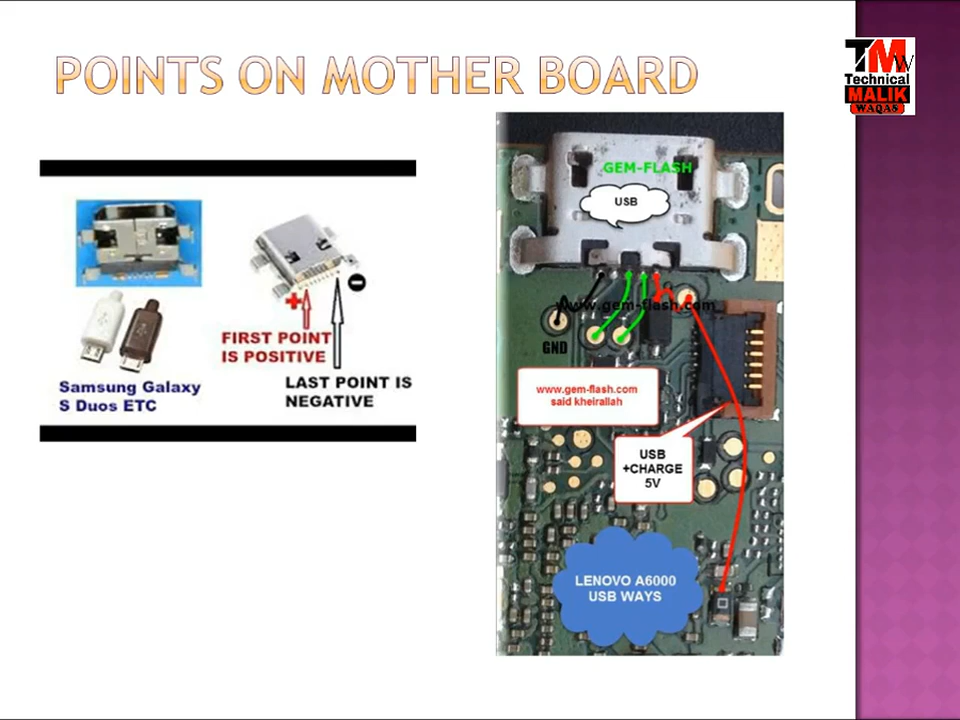 POINTS ON MOTHER BOARD
TMW
Technical
MALIK
WAQAS
FIRST POINT
IS POSITIVE
LAST POINT IS
NEGATIVE
Samsung Galaxy
S Duos ETC
GEM-FLASH
USB
www.gem-flash.com
GND
www.gem-flash.com
said kheirallah
USB
+CHARGE
5V
LENOVO A6000
USB WAYS